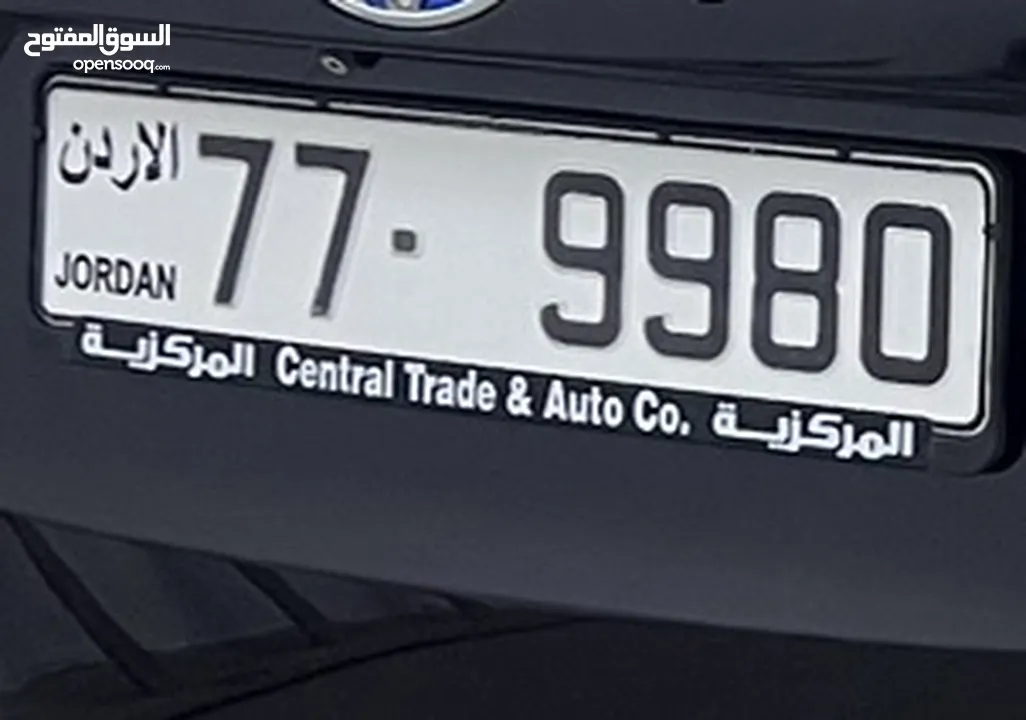 السوق المفتوح
opensooq.com
الاردن
JORDAN
77 · 9980
المركزية Central Trade & Auto Co. المركزية